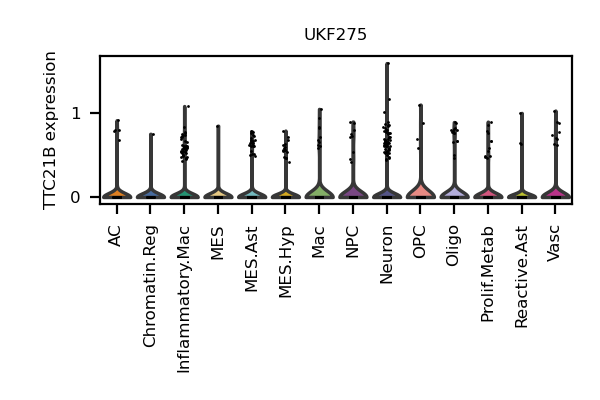 UKF275
TTC21B expression
1
0
AC
Chromatin.Reg
Inflammatory.Mac
MES
MES.Ast
MES.Hyp
Mac
NPC
Neuron
OPC
Oligo
Prolif.Metab
Reactive.Ast
Vasc